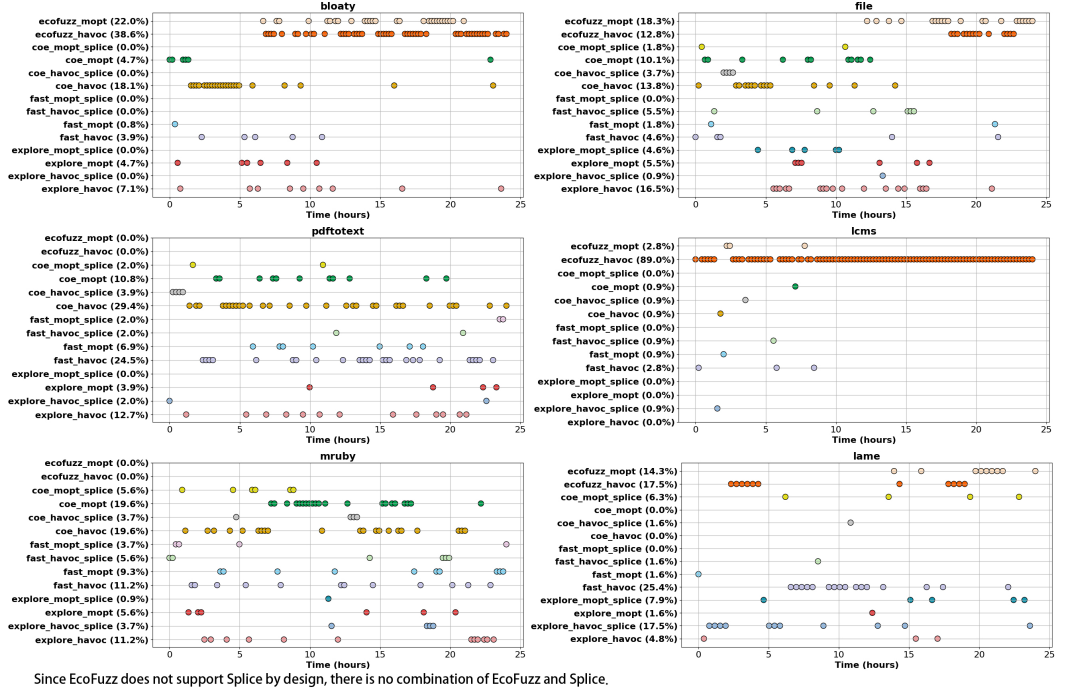 bloaty
ecofuzz_mopt (22.0%)
ecofuzz_havoc (38.6%)
coe_mopt_splice (0.0%)
coe_mopt (4.7%)
coe_havoc_splice (0.0%)
coe_havoc (18.1%)
fast_mopt_splice (0.0%)
fast_havoc_splice (0.0%)
fast_mopt (0.8%)
fast_havoc (3.9%)
explore_mopt_splice (0.0%)
explore_mopt (4.7%)
explore_havoc_splice (0.0%)
explore_havoc (7.1%)
0 5 10 15 20 25
Time (hours)
file
ecofuzz_mopt (18.3%)
ecofuzz_havoc (12.8%)
coe_mopt_splice (1.8%)
coe_mopt (10.1%)
coe_havoc_splice (3.7%)
coe_havoc (13.8%)
fast_mopt_splice (0.0%)
fast_havoc_splice (5.5%)
fast_mopt (1.8%)
fast_havoc (4.6%)
explore_mopt_splice (4.6%)
explore_mopt (5.5%)
explore_havoc_splice (0.9%)
explore_havoc (16.5%)
0 5 10 15 20 25
Time (hours)
pdftotext
ecofuzz_mopt (0.0%)
ecofuzz_havoc (0.0%)
coe_mopt_splice (2.0%)
coe_mopt (10.8%)
coe_havoc_splice (3.9%)
coe_havoc (29.4%)
fast_mopt_splice (2.0%)
fast_havoc_splice (2.0%)
fast_mopt (6.9%)
fast_havoc (24.5%)
explore_mopt_splice (0.0%)
explore_mopt (3.9%)
explore_havoc_splice (2.0%)
explore_havoc (12.7%)
0 5 10 15 20 25
Time (hours)
lcms
ecofuzz_mopt (2.8%)
ecofuzz_havoc (89.0%)
coe_mopt_splice (0.0%)
coe_mopt (0.9%)
coe_havoc_splice (0.9%)
coe_havoc (0.9%)
fast_mopt_splice (0.0%)
fast_havoc_splice (0.9%)
fast_mopt (0.9%)
fast_havoc (2.8%)
explore_mopt_splice (0.0%)
explore_mopt (0.0%)
explore_havoc_splice (0.9%)
explore_havoc (0.0%)
0 5 10 15 20 25
Time (hours)
mruby
ecofuzz_mopt (0.0%)
ecofuzz_havoc (0.0%)
coe_mopt_splice (5.6%)
coe_mopt (19.6%)
coe_havoc_splice (3.7%)
coe_havoc (19.6%)
fast_mopt_splice (3.7%)
fast_havoc_splice (5.6%)
fast_mopt (9.3%)
fast_havoc (11.2%)
explore_mopt_splice (0.9%)
explore_mopt (5.6%)
explore_havoc_splice (3.7%)
explore_havoc (11.2%)
0 5 10 15 20 25
Time (hours)
lame
ecofuzz_mopt (14.3%)
ecofuzz_havoc (17.5%)
coe_mopt_splice (6.3%)
coe_mopt (0.0%)
coe_havoc_splice (1.6%)
coe_havoc (0.0%)
fast_mopt_splice (0.0%)
fast_havoc_splice (1.6%)
fast_mopt (1.6%)
fast_havoc (25.4%)
explore_mopt_splice (7.9%)
explore_mopt (1.6%)
explore_havoc_splice (17.5%)
explore_havoc (4.8%)
0 5 10 15 20 25
Time (hours)
Since EcoFuzz does not support Splice by design, there is no combination of EcoFuzz and Splice.